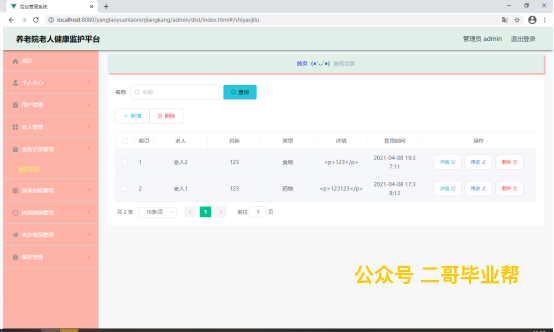 后台管理系统
localhost:8080/yanglaoyuanlaorenjiangkang/admin/dist/index.html#/shiyaojilu
养老院老人健康监护平台
管理员 admin 退出登录
首页
个人中心
用户管理
老人管理
食药记录管理
食药记录
首页 (●'◡'●) 食药记录
名称 名称 查询
+ 新增 删除
索引 老人 名称 类型 详情 食用时间 操作
1 老人2 123 食物 <p>123</p> 2021-04-08 19:37:11 详情 修改 删除
2 老人1 123 药物 <p>123123</p> 2021-04-08 17:38:13 详情 修改 删除
共 2 条 10条/页 1 前往 1 页
公众号 二哥毕业帮